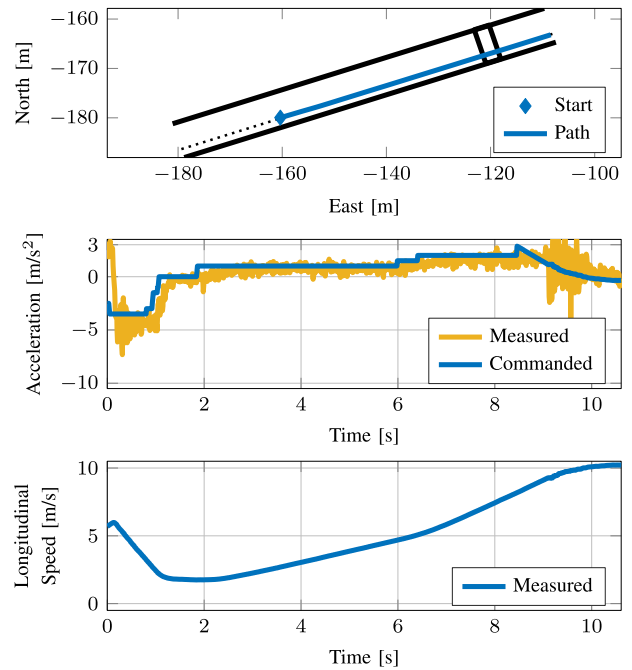 −160
−170
−180
North [m]
Start
Path
−180
−160
−140
−120
−100
East [m]
3
0
−5
−10
Acceleration [m/s²]
Measured
Commanded
0
2
4
6
8
10
Time [s]
10
5
0
Longitudinal
Speed [m/s]
Measured
0
2
4
6
8
10
Time [s]